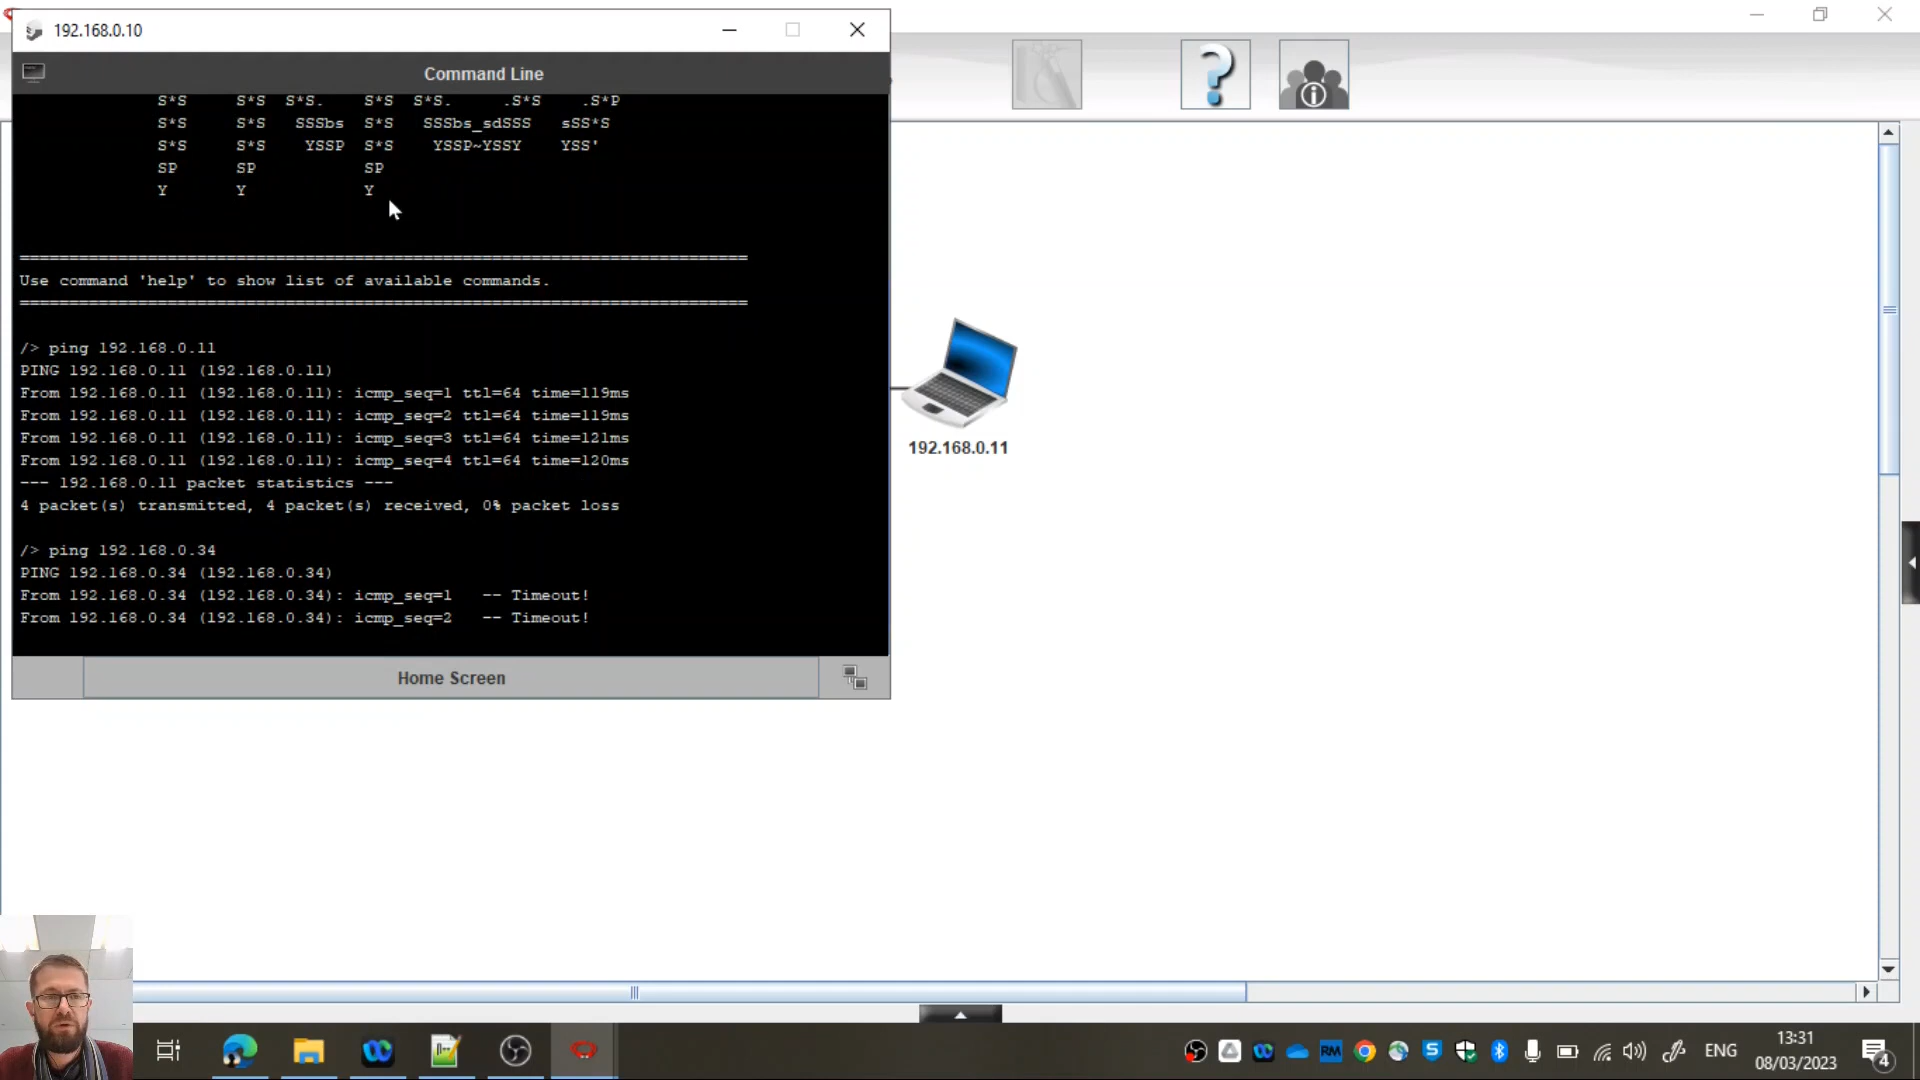 192.168.0.10
Command Line
S*S S*S S*S. S*S S*S. .S*S .S*P
S*S S*S SSSbs S*S SSSbs_sdSSS sSS*S
S*S S*S YSSP S*S YSSP~YSSY YSS'
SP SP SP
Y Y Y
==========================================================================
Use command 'help' to show list of available commands.
==========================================================================
/> ping 192.168.0.11
PING 192.168.0.11 (192.168.0.11)
From 192.168.0.11 (192.168.0.11): icmp_seq=1 ttl=64 time=119ms
From 192.168.0.11 (192.168.0.11): icmp_seq=2 ttl=64 time=119ms
From 192.168.0.11 (192.168.0.11): icmp_seq=3 ttl=64 time=121ms
From 192.168.0.11 (192.168.0.11): icmp_seq=4 ttl=64 time=120ms
--- 192.168.0.11 packet statistics ---
4 packet(s) transmitted, 4 packet(s) received, 0% packet loss
/> ping 192.168.0.34
PING 192.168.0.34 (192.168.0.34)
From 192.168.0.34 (192.168.0.34): icmp_seq=1 -- Timeout!
From 192.168.0.34 (192.168.0.34): icmp_seq=2 -- Timeout!
Home Screen
192.168.0.11
RM
S
ENG
13:31
08/03/2023
4